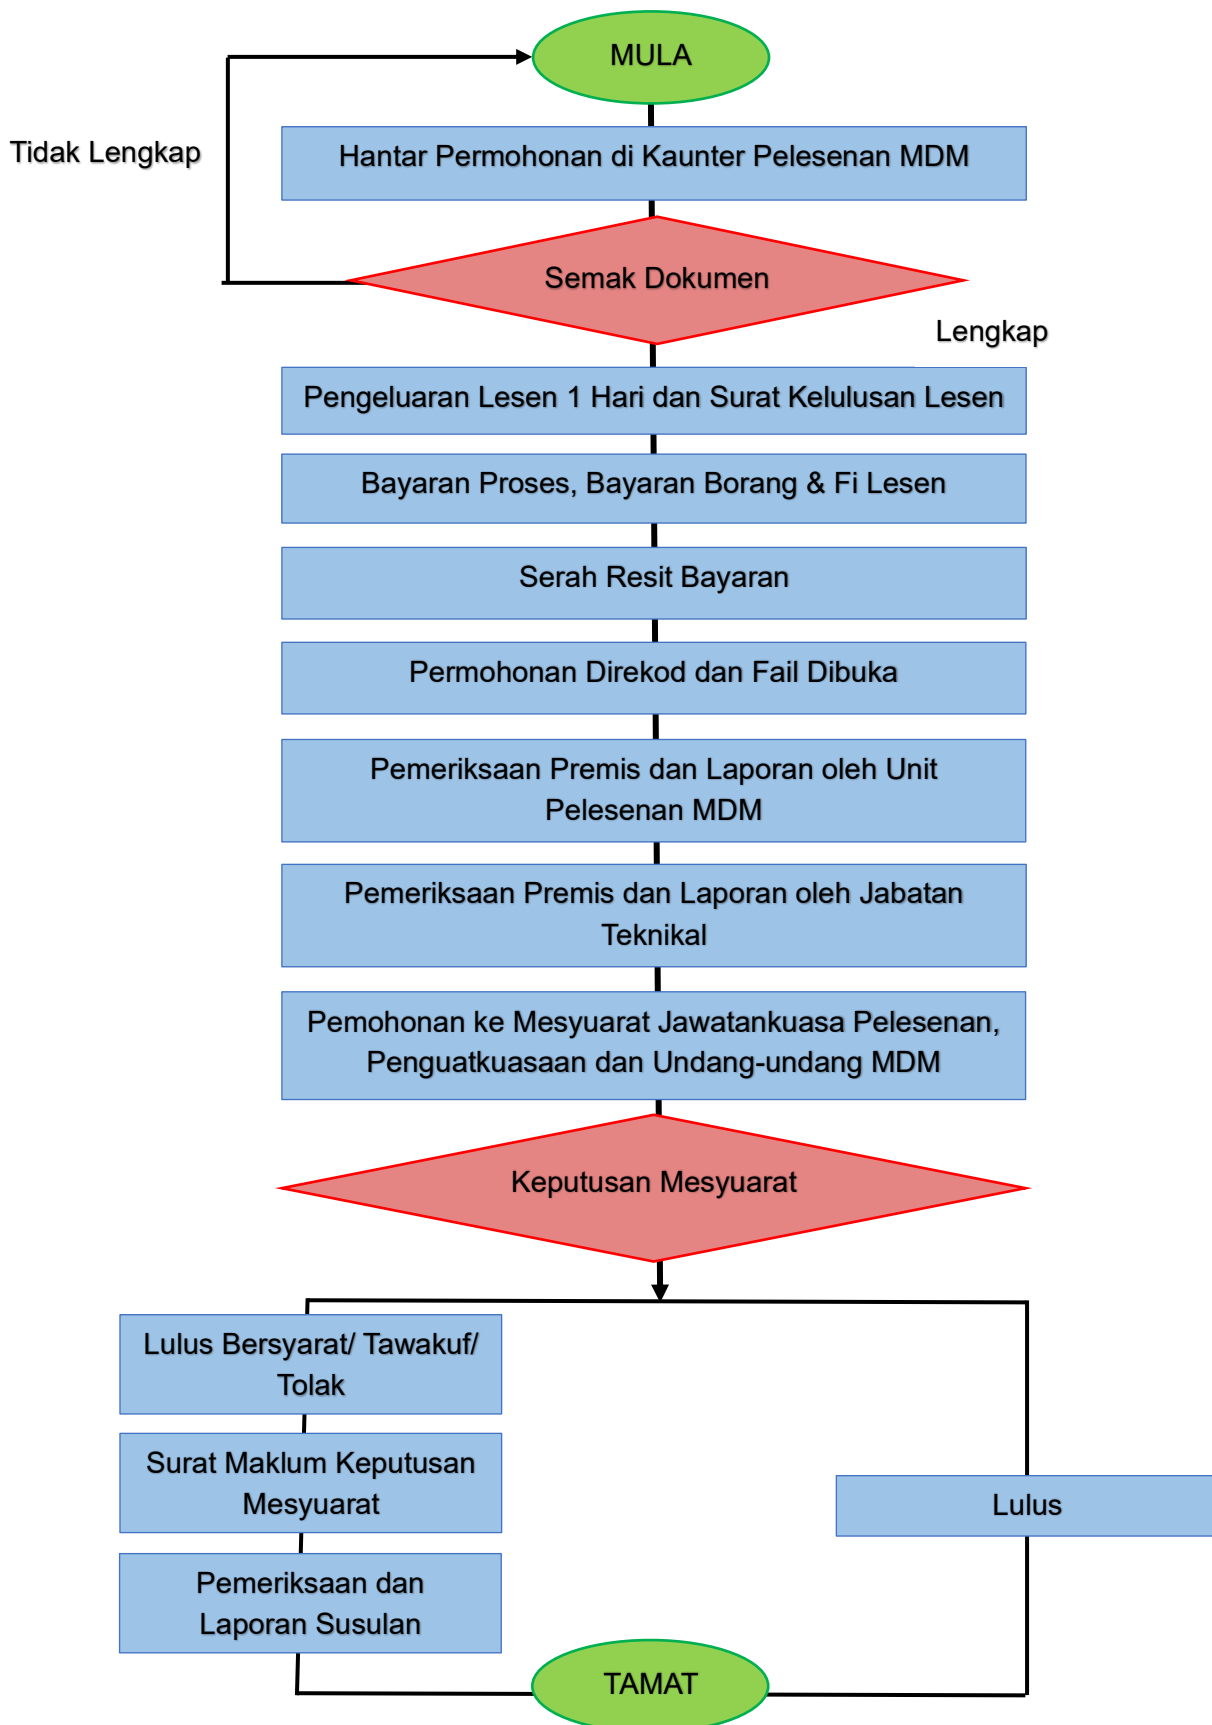 MULA
Tidak Lengkap
Hantar Permohonan di Kaunter Pelesenan MDM
Semak Dokumen
Lengkap
Pengeluaran Lesen 1 Hari dan Surat Kelulusan Lesen
Bayaran Proses, Bayaran Borang & Fi Lesen
Serah Resit Bayaran
Permohonan Direkod dan Fail Dibuka
Pemeriksaan Premis dan Laporan oleh Unit
Pelesenan MDM
Pemeriksaan Premis dan Laporan oleh Jabatan
Teknikal
Pemohonan ke Mesyuarat Jawatankuasa Pelesenan,
Penguatkuasaan dan Undang-undang MDM
Keputusan Mesyuarat
Lulus Bersyarat/ Tawakuf/
Tolak
Surat Maklum Keputusan
Mesyuarat
Lulus
Pemeriksaan dan
Laporan Susulan
TAMAT